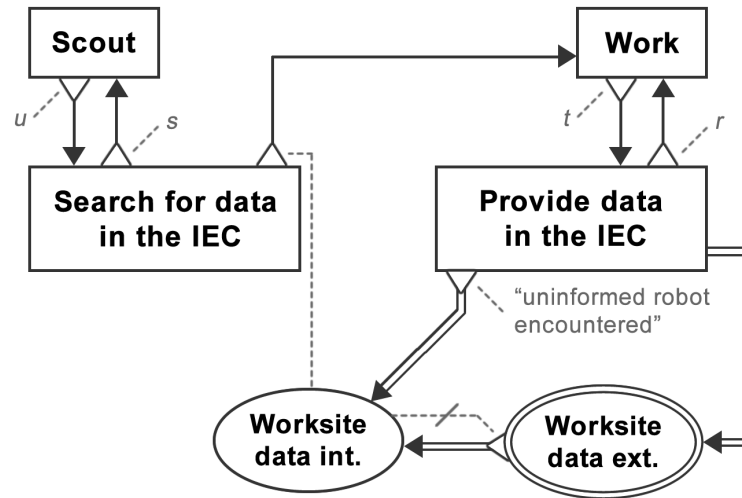 Scout
Work
u
s
t
r
Search for data
in the IEC
Provide data
in the IEC
“uninformed robot
encountered”
Worksite
data int.
Worksite
data ext.